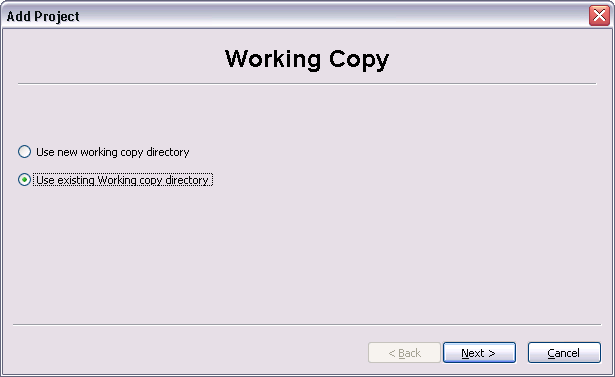 Add Project
Working Copy
Use new working copy directory
Use existing Working copy directory
< Back
Next >
Cancel